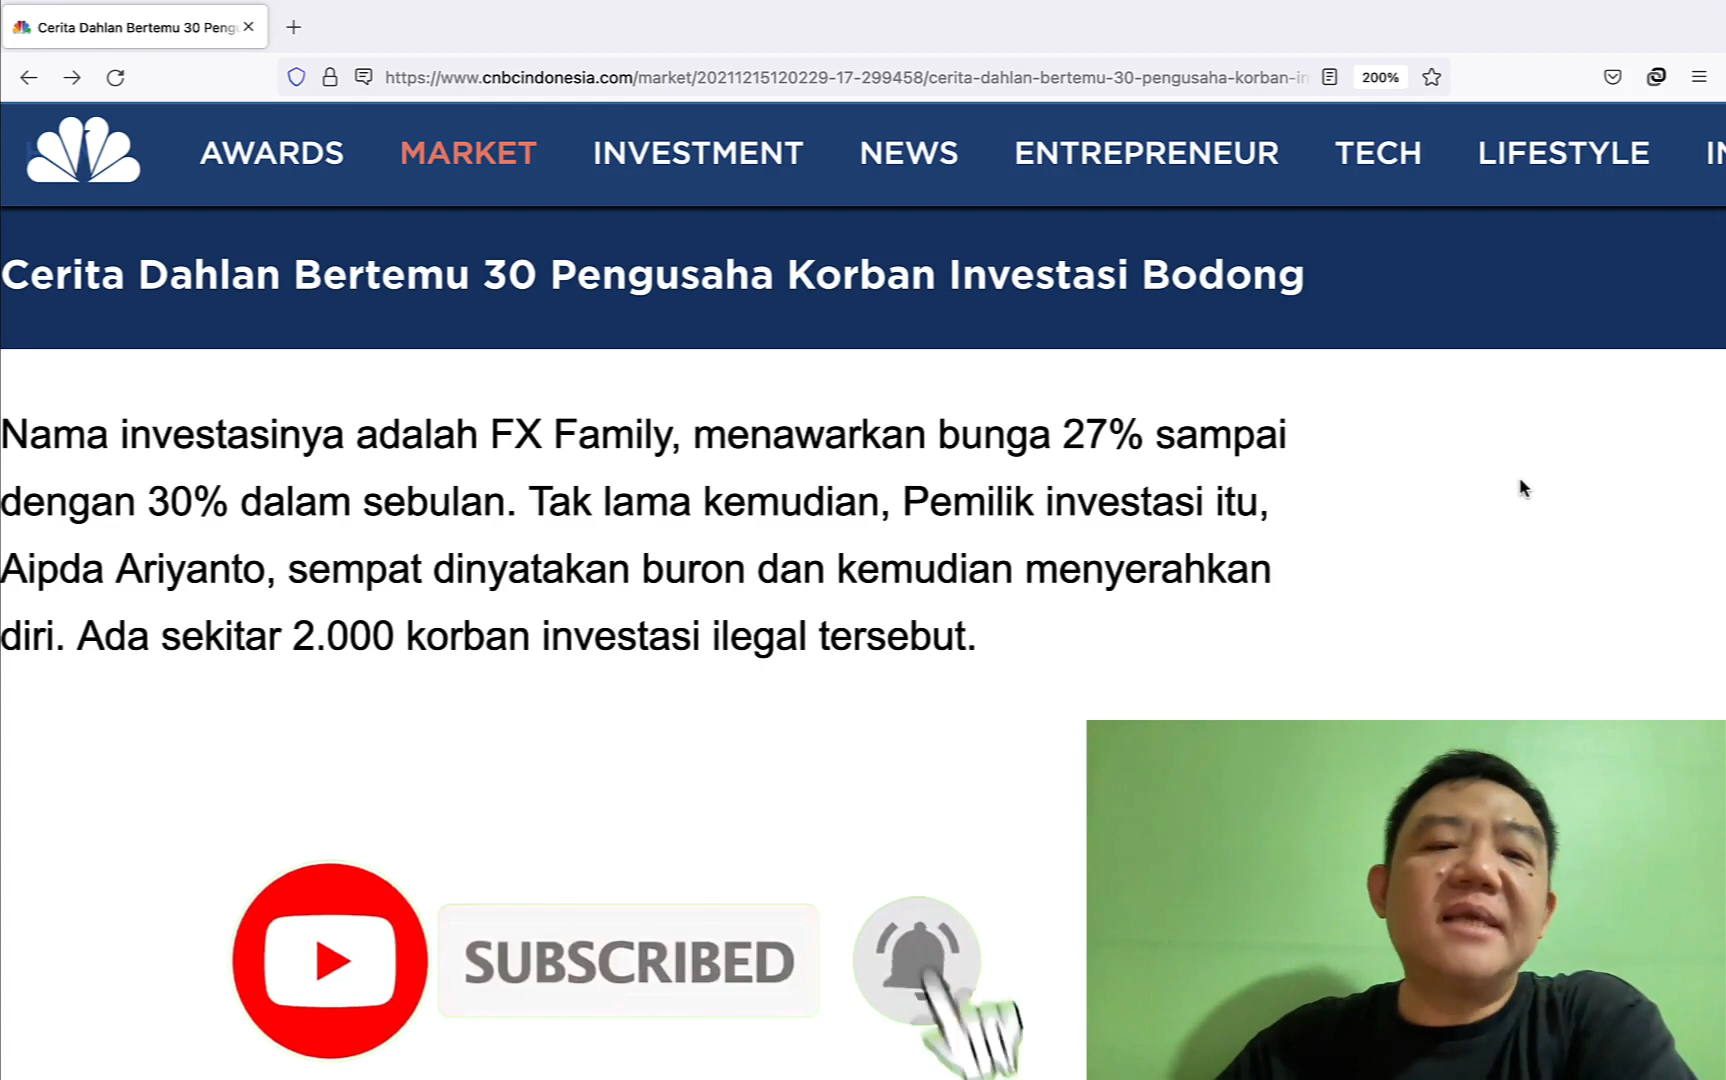 Cerita Dahlan Bertemu 30 Peng
https://www.cnbcindonesia.com/market/20211215120229-17-299458/cerita-dahlan-bertemu-30-pengusaha-korban-in
200%
AWARDS MARKET INVESTMENT NEWS ENTREPRENEUR TECH LIFESTYLE
Cerita Dahlan Bertemu 30 Pengusaha Korban Investasi Bodong
Nama investasinya adalah FX Family, menawarkan bunga 27% sampai
dengan 30% dalam sebulan. Tak lama kemudian, Pemilik investasi itu,
Aipda Ariyanto, sempat dinyatakan buron dan kemudian menyerahkan
diri. Ada sekitar 2.000 korban investasi ilegal tersebut.
SUBSCRIBED